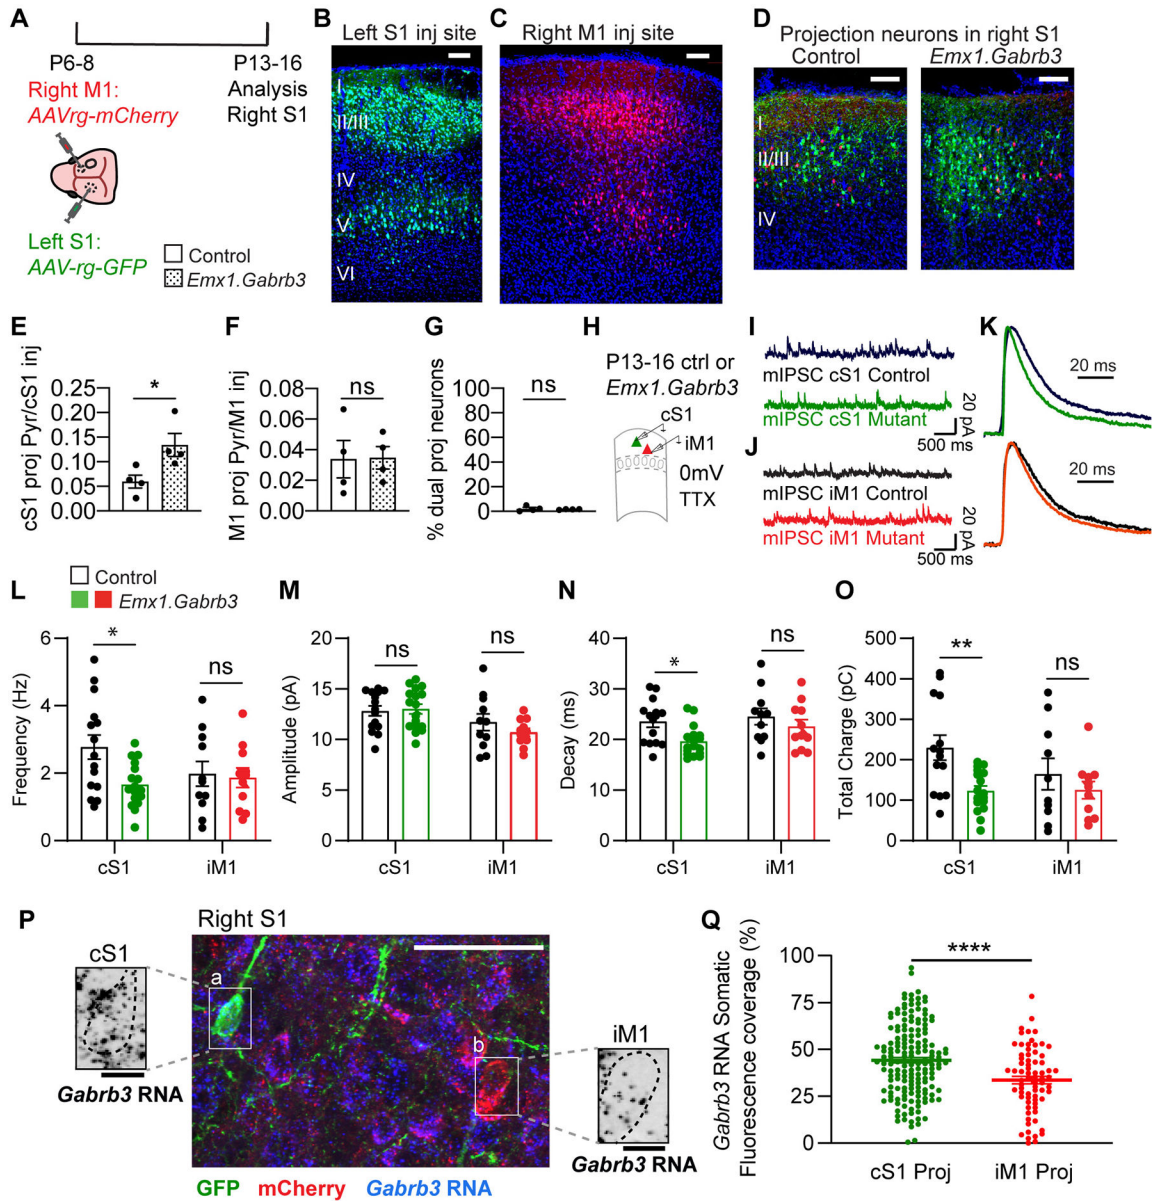 A
P6-8
P13-16
Right M1:
AAVrg-mCherry
Analysis
Right S1
Left S1:
AAV-rg-GFP
Control
Emx1.Gabrb3
B
Left S1 inj site
I
II/III
IV
V
VI
C
Right M1 inj site
D
Projection neurons in right S1
Control
Emx1.Gabrb3
I
II/III
IV
E
cS1 proj Pyr/cS1 inj
0.25
0.20
0.15
0.10
0.05
0.00
*
F
M1 proj Pyr/M1 inj
0.08
0.06
0.04
0.02
0.00
ns
G
% dual proj neurons
100
80
60
40
20
0
ns
H
P13-16 ctrl or
Emx1.Gabrb3
cS1
iM1
0mV
TTX
I
mIPSC cS1 Control
mIPSC cS1 Mutant
20 pA
500 ms
J
mIPSC iM1 Control
mIPSC iM1 Mutant
20 pA
500 ms
K
20 ms
20 ms
Control
Emx1.Gabrb3
L
Frequency (Hz)
6
4
2
0
*
ns
cS1
iM1
M
Amplitude (pA)
20
15
10
5
0
ns
ns
cS1
iM1
N
Decay (ms)
40
30
20
10
0
*
ns
cS1
iM1
O
Total Charge (pC)
500
400
300
200
100
0
**
ns
cS1
iM1
P
Right S1
cS1
a
b
iM1
Gabrb3 RNA
Gabrb3 RNA
GFP mCherry Gabrb3 RNA
Q
Gabrb3 RNA Somatic
Fluorescence coverage (%)
100
75
50
25
0
****
cS1 Proj
iM1 Proj